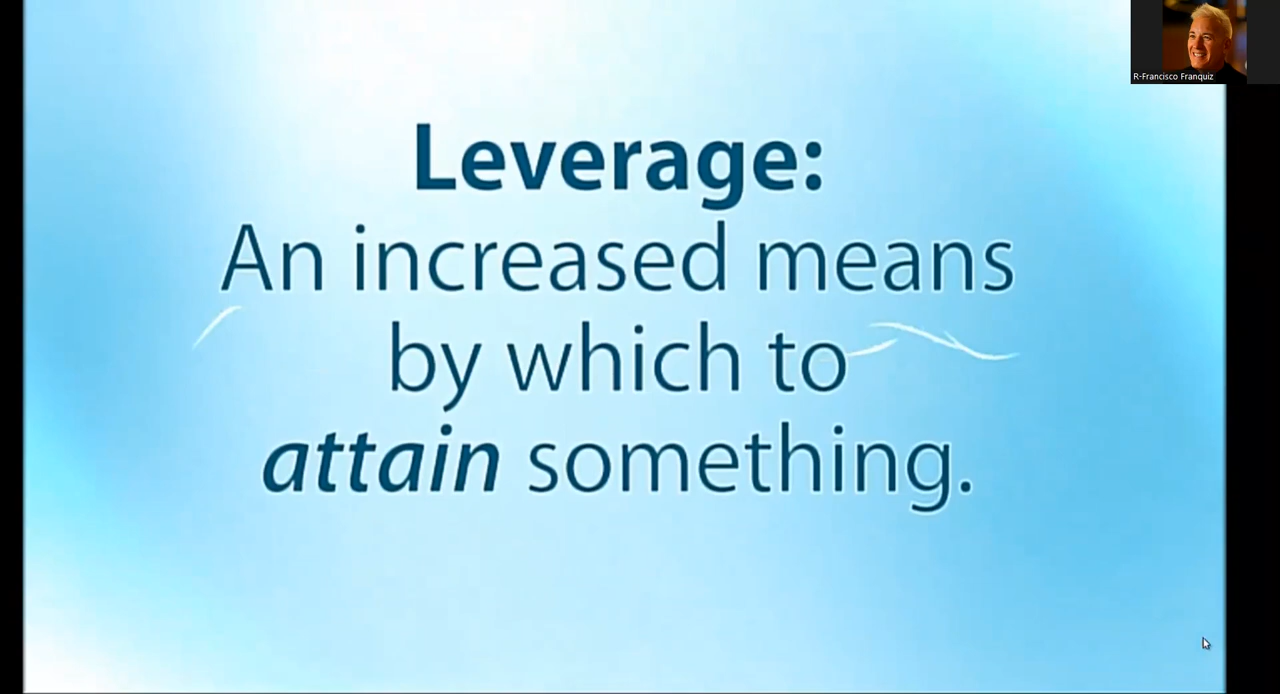 R-Francisco Franquiz
Leverage:
An increased means
by which to
attain something.